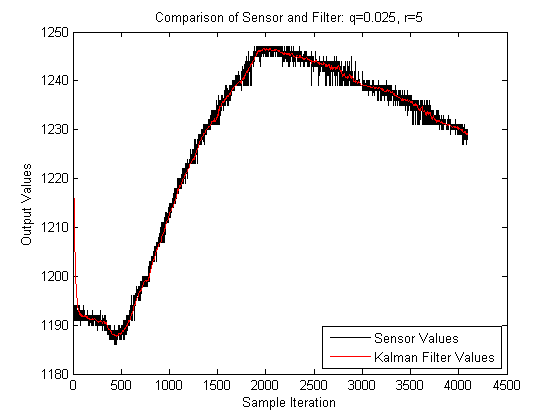 Comparison of Sensor and Filter: q=0.025, r=5
Output Values
1250
1240
1230
1220
1210
1200
1190
1180
0 500 1000 1500 2000 2500 3000 3500 4000 4500
Sample Iteration
Sensor Values
Kalman Filter Values